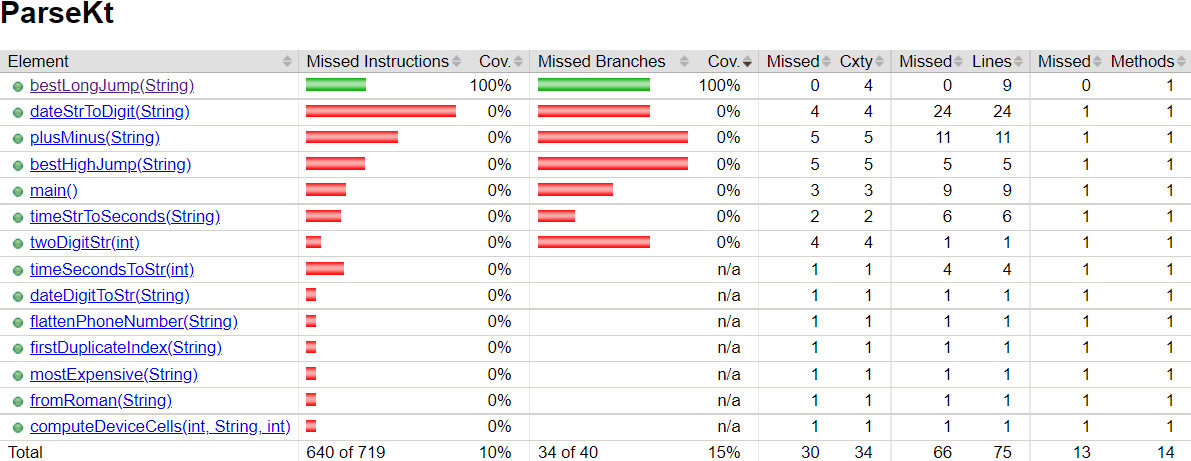 ParseKt
Element Missed Instructions Cov. Missed Branches Cov. Missed Cxty Missed Lines Missed Methods
bestLongJump(String) 100% 100% 0 4 0 9 0 1
dateStrToDigit(String) 0% 0% 4 4 24 24 1 1
plusMinus(String) 0% 0% 5 5 11 11 1 1
bestHighJump(String) 0% 0% 5 5 5 5 1 1
main() 0% 0% 3 3 9 9 1 1
timeStrToSeconds(String) 0% 0% 2 2 6 6 1 1
twoDigitStr(int) 0% 0% 4 4 1 1 1 1
timeSecondsToStr(int) 0% n/a 1 1 4 4 1 1
dateDigitToStr(String) 0% n/a 1 1 1 1 1 1
flattenPhoneNumber(String) 0% n/a 1 1 1 1 1 1
firstDuplicateIndex(String) 0% n/a 1 1 1 1 1 1
mostExpensive(String) 0% n/a 1 1 1 1 1 1
fromRoman(String) 0% n/a 1 1 1 1 1 1
computeDeviceCells(int, String, int) 0% n/a 1 1 1 1 1 1
Total 640 of 719 10% 34 of 40 15% 30 34 66 75 13 14